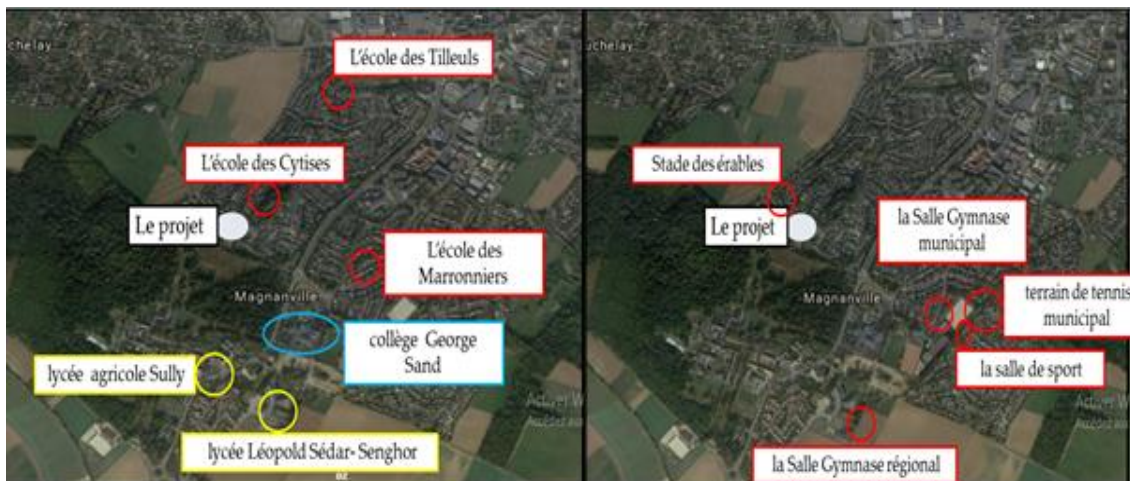 uchelay
L'école des Tilleuls
L'école des Cytises
Le projet
L'école des
Marronniers
Magnanville
collège George
Sand
lycée agricole Sully
lycée Léopold Sédar- Senghor
uchelay
Stade des érables
la Salle Gymnase
municipal
Le projet
Magnanville
terrain de tennis
municipal
la salle de sport
la Salle Gymnase régional